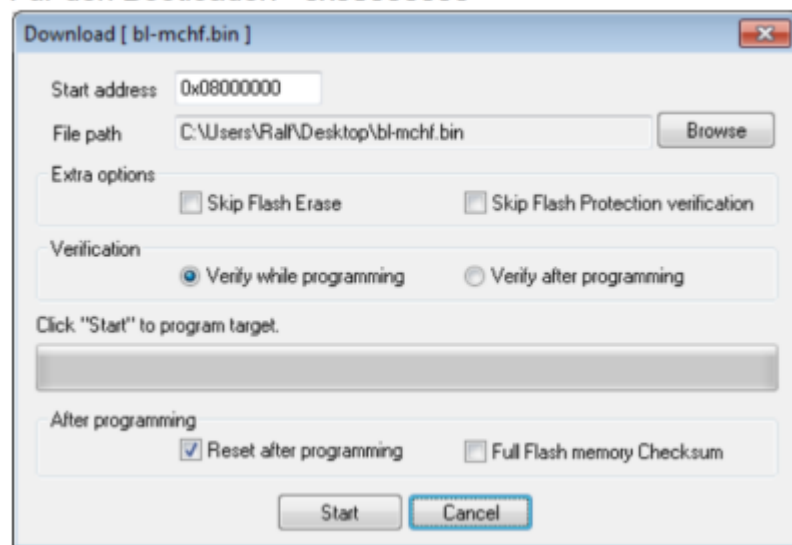 Download [ bl-mchf.bin ]
Start address 0x08000000
File path C:\Users\Ralf\Desktop\bl-mchf.bin Browse
Extra options
Skip Flash Erase Skip Flash Protection verification
Verification
Verify while programming Verify after programming
Click "Start" to program target.
After programming
Reset after programming Full Flash memory Checksum
Start Cancel